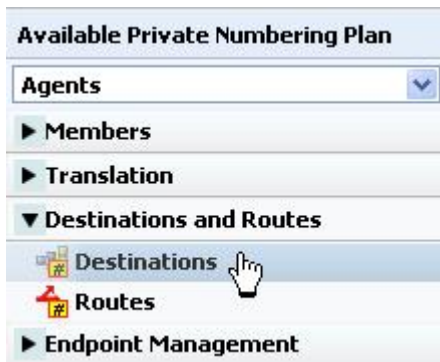 Available Private Numbering Plan
Agents
Members
Translation
Destinations and Routes
Destinations
Routes
Endpoint Management